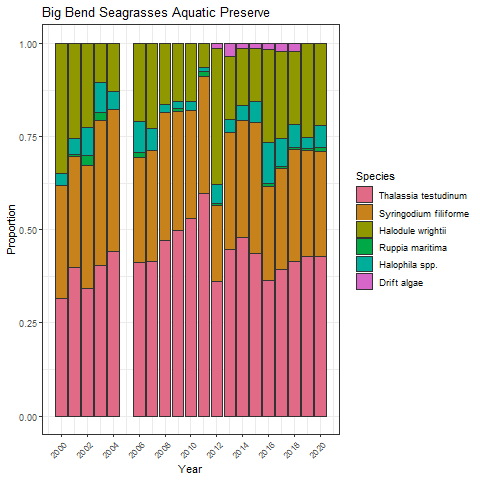 Big Bend Seagrasses Aquatic Preserve
1.00
0.75
0.50
0.25
0.00
Proportion
2000
2002
2004
2006
2008
2010
2012
2014
2016
2018
2020
Year
Species
Thalassia testudinum
Syringodium filiforme
Halodule wrightii
Ruppia maritima
Halophila spp.
Drift algae